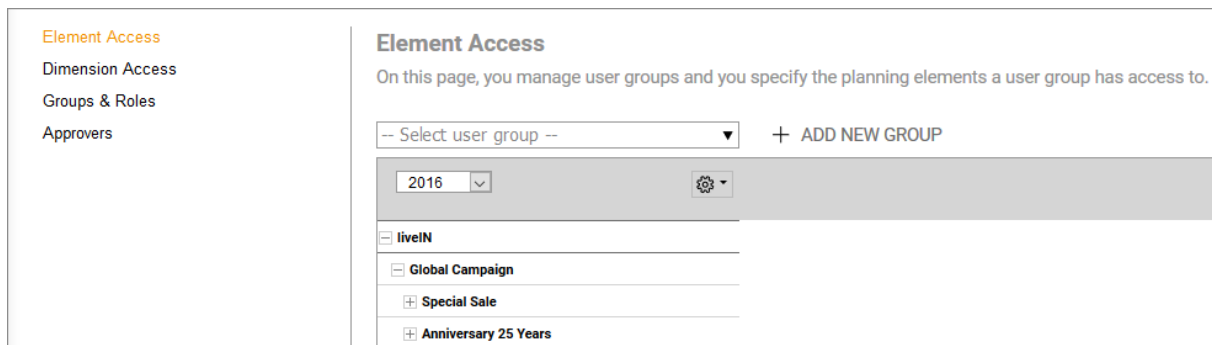 Element Access
Dimension Access
Groups & Roles
Approvers
Element Access
On this page, you manage user groups and you specify the planning elements a user group has access to.
-- Select user group --
+ ADD NEW GROUP
2016
liveIN
Global Campaign
Special Sale
Anniversary 25 Years